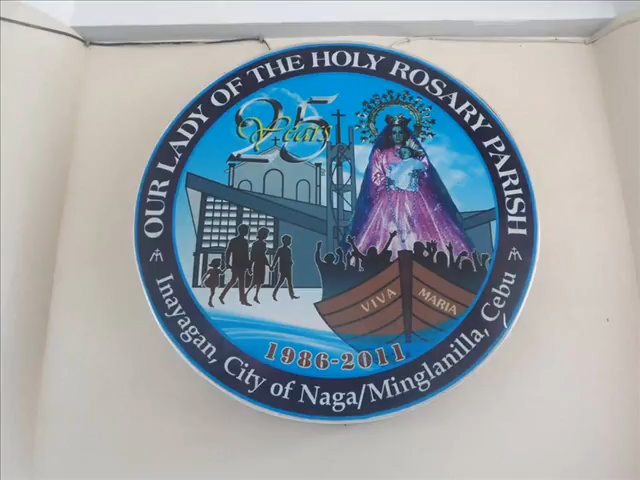 OUR LADY OF THE HOLY ROSARY PARISH
25
Years
VIVA MARIA
1986-2011
Inayagan, City of Naga/Minglanilla, Cebu